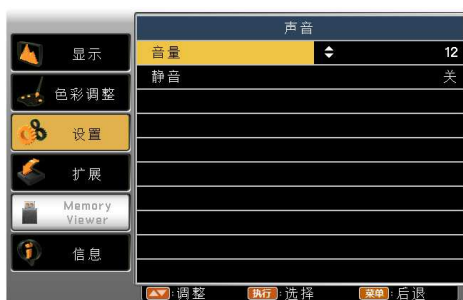 显示
色彩调整
设置
扩展
Memory
Viewer
信息
声音
音量 12
静音 关
:调整 执行:选择 菜单:后退